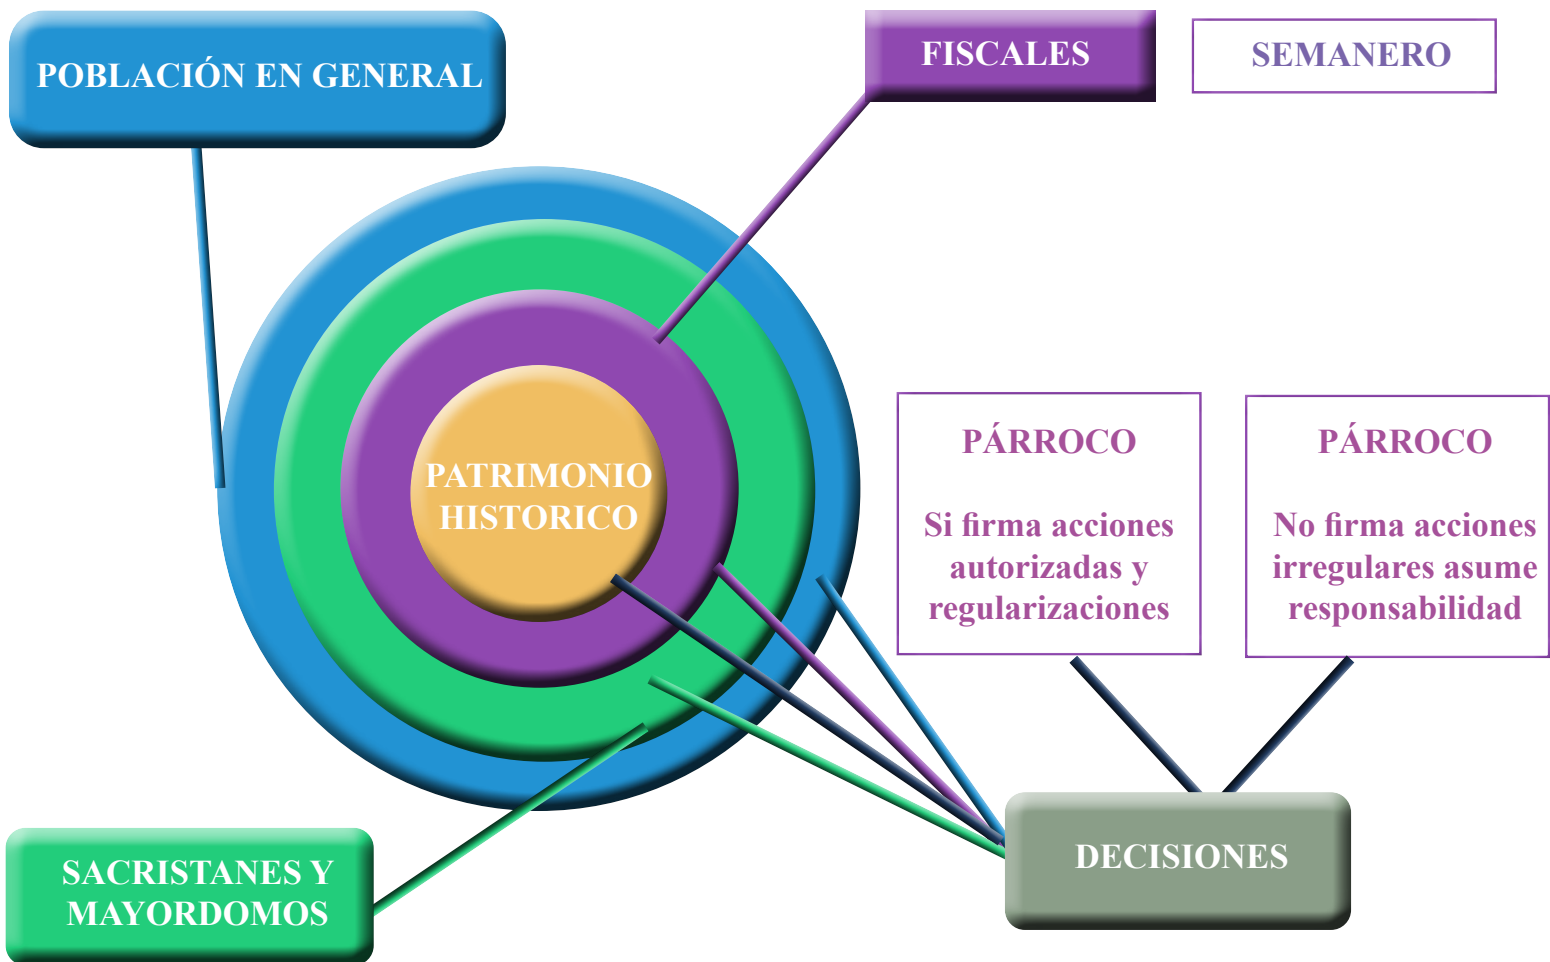 POBLACIÓN EN GENERAL
FISCALES
SEMANERO
PATRIMONIO
HISTORICO
PÁRROCO
Si firma acciones
autorizadas y
regularizaciones
PÁRROCO
No firma acciones
irregulares asume
responsabilidad
SACRISTANES Y
MAYORDOMOS
DECISIONES